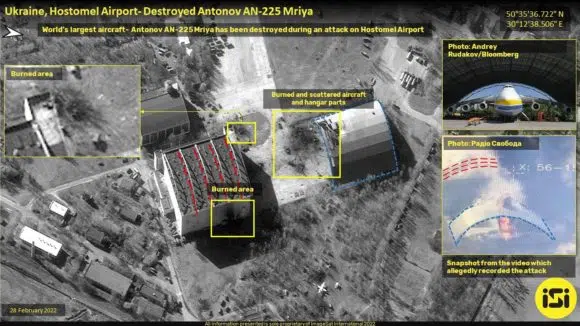 Ukraine, Hostomel Airport- Destroyed Antonov AN-225 Mriya
50°35'36.722" N
30°12'38.506" E
World's largest aircraft- Antonov AN-225 Mriya has been destroyed during an attack on Hostomel Airport
Burned area
Burned and scattered aircraft
and hangar parts
Burned area
Photo: Andrey
Rudakov/Bloomberg
Photo: Радіо Свобода
X: 56-1
Snapshot from the video which
allegedly recorded the attack
iSi
28 February 2022
All information presented is sole proprietary of ImageSat International 2022